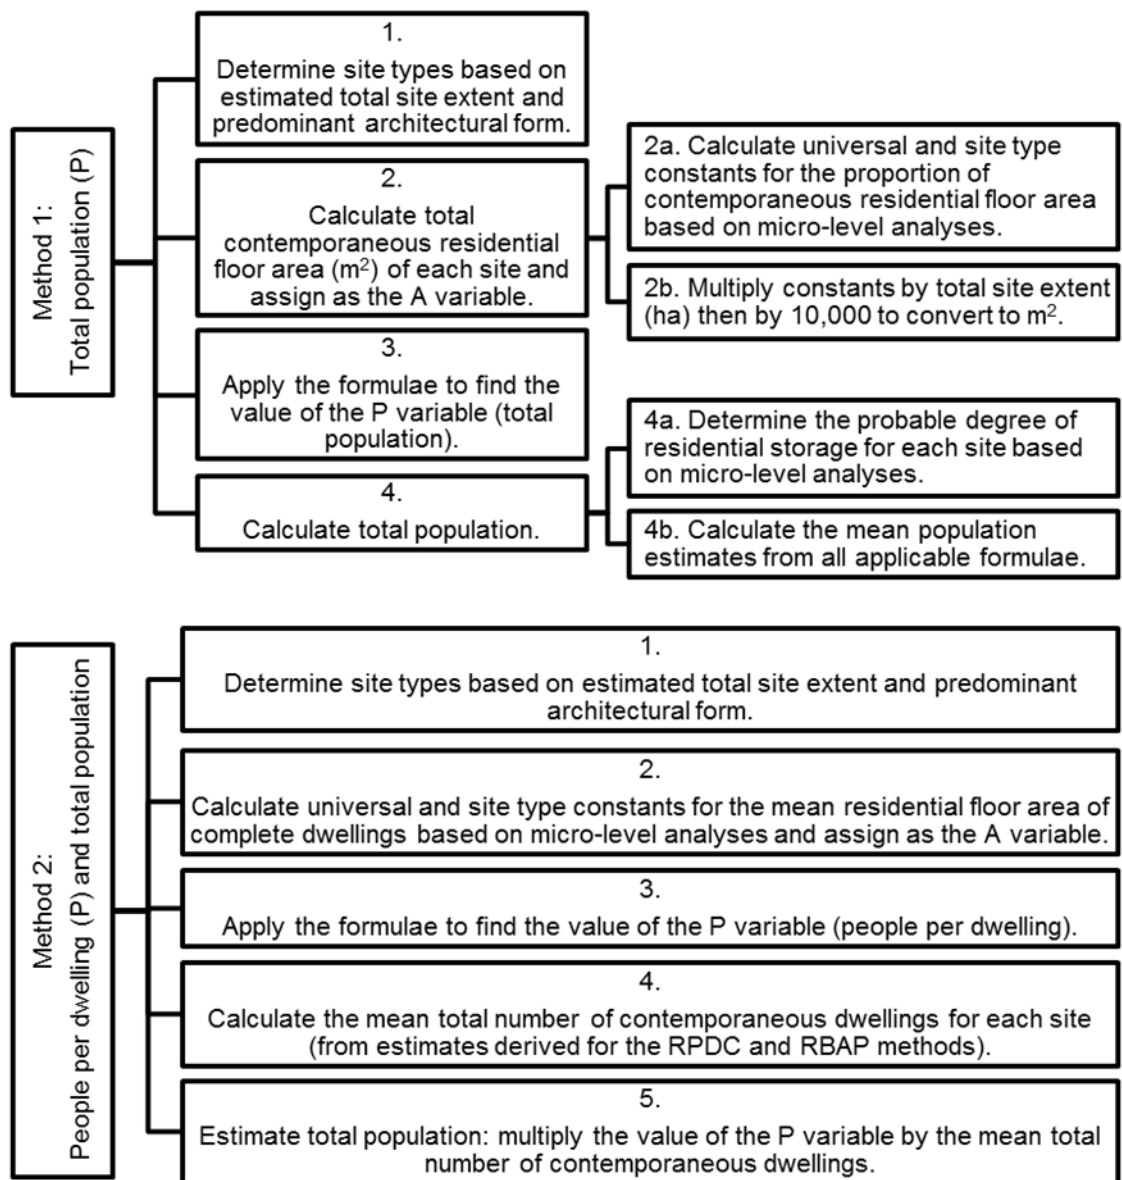 Method 1:
Total population (P)
1.
Determine site types based on
estimated total site extent and
predominant architectural form.
2.
Calculate total
contemporaneous residential
floor area (m²) of each site and
assign as the A variable.
2a. Calculate universal and site type
constants for the proportion of
contemporaneous residential floor area
based on micro-level analyses.
2b. Multiply constants by total site extent
(ha) then by 10,000 to convert to m².
3.
Apply the formulae to find the
value of the P variable (total
population).
4.
Calculate total population.
4a. Determine the probable degree of
residential storage for each site based
on micro-level analyses.
4b. Calculate the mean population
estimates from all applicable formulae.
Method 2:
People per dwelling (P) and total population
1.
Determine site types based on estimated total site extent and predominant
architectural form.
2.
Calculate universal and site type constants for the mean residential floor area of
complete dwellings based on micro-level analyses and assign as the A variable.
3.
Apply the formulae to find the value of the P variable (people per dwelling).
4.
Calculate the mean total number of contemporaneous dwellings for each site
(from estimates derived for the RPDC and RBAP methods).
5.
Estimate total population: multiply the value of the P variable by the mean total
number of contemporaneous dwellings.